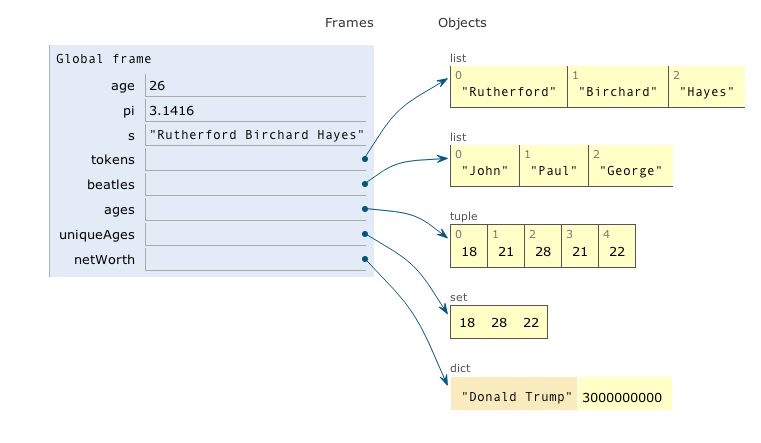 Frames Objects
Global frame
age 26
pi 3.1416
s "Rutherford Birchard Hayes"
tokens
beatles
ages
uniqueAges
netWorth
list
0 1 2
"Rutherford" "Birchard" "Hayes"
list
0 1 2
"John" "Paul" "George"
tuple
0 1 2 3 4
18 21 28 21 22
set
18 28 22
dict
"Donald Trump" 3000000000